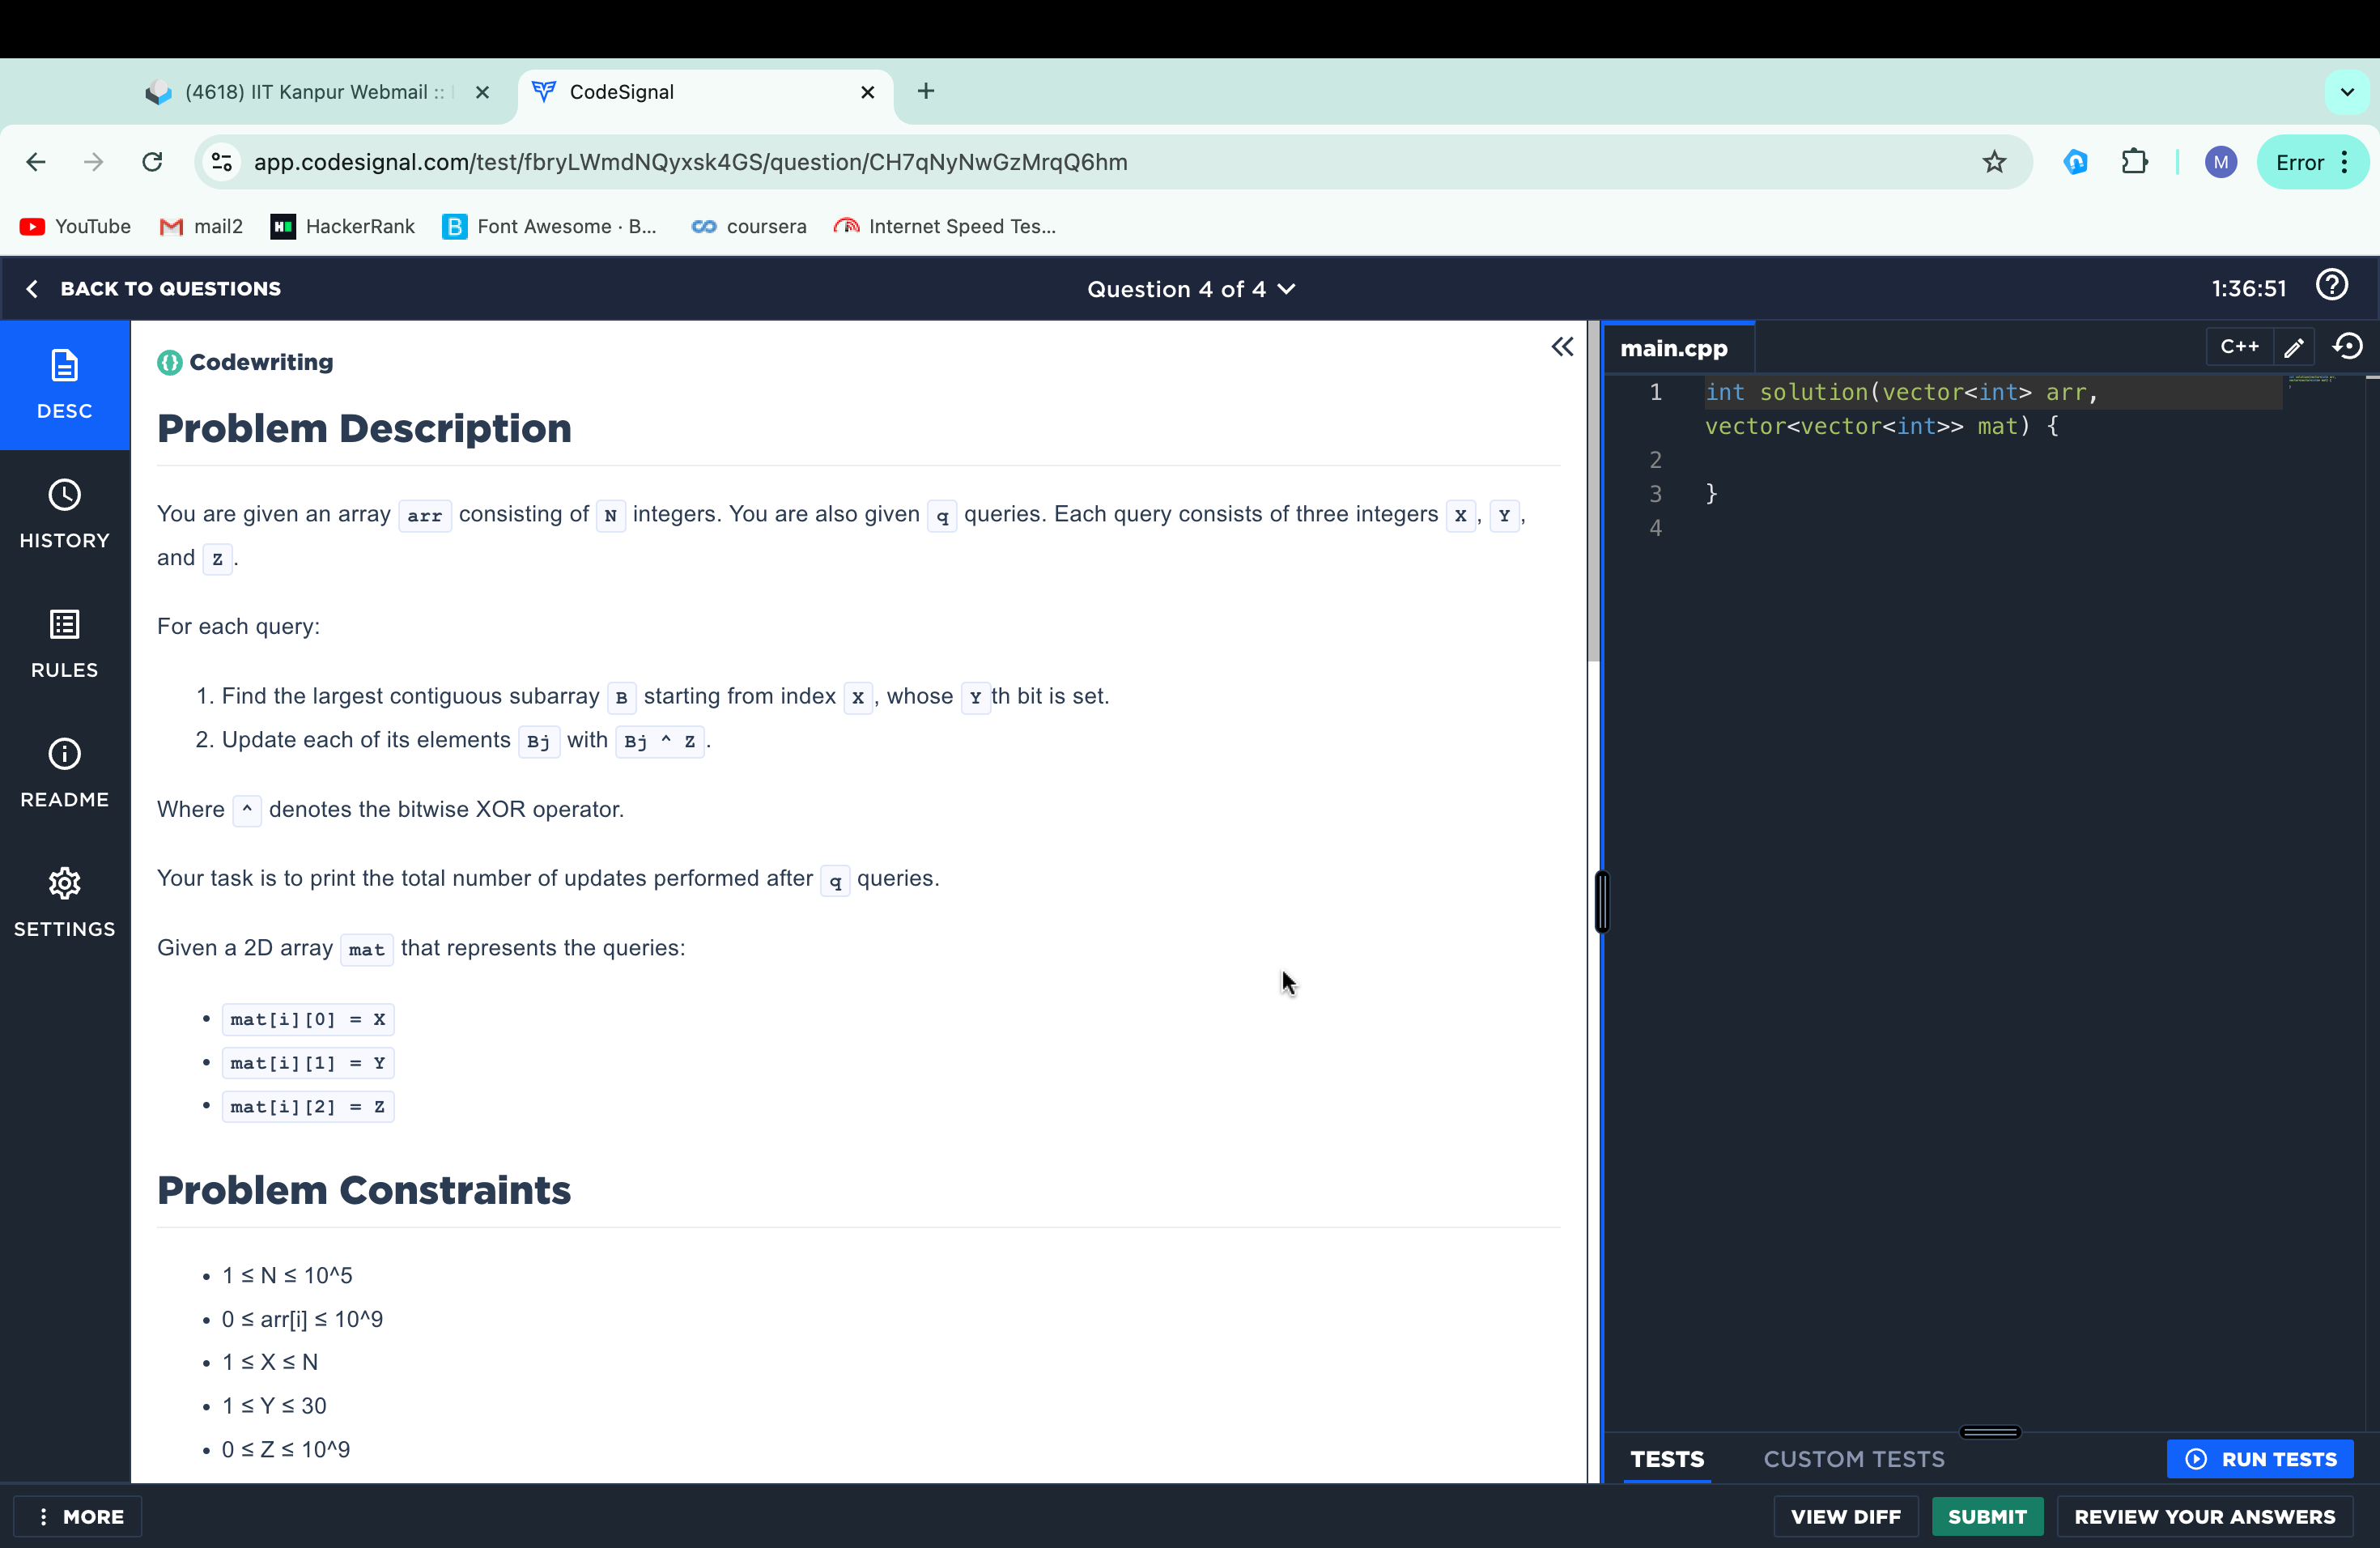 (4618) IIT Kanpur Webmail ::
CodeSignal
app.codesignal.com/test/fbryLWmdNQyxsk4GS/question/CH7qNyNwGzMrqQ6hm
M
Error
YouTube
mail2
HackerRank
Font Awesome · B...
coursera
Internet Speed Tes...
BACK TO QUESTIONS
Question 4 of 4
1:36:51
DESC
HISTORY
RULES
README
SETTINGS
Codewriting
Problem Description
You are given an array arr consisting of N integers. You are also given q queries. Each query consists of three integers X, Y,
and Z.
For each query:
1. Find the largest contiguous subarray B starting from index X, whose Yth bit is set.
2. Update each of its elements Bj with Bj ^ Z.
Where ^ denotes the bitwise XOR operator.
Your task is to print the total number of updates performed after q queries.
Given a 2D array mat that represents the queries:
• mat[i][0] = X
• mat[i][1] = Y
• mat[i][2] = Z
Problem Constraints
• 1 ≤ N ≤ 10^5
• 0 ≤ arr[i] ≤ 10^9
• 1 ≤ X ≤ N
• 1 ≤ Y ≤ 30
• 0 ≤ Z ≤ 10^9
main.cpp
C++
1 int solution(vector<int> arr,
vector<vector<int>> mat) {
2
3 }
4
TESTS
CUSTOM TESTS
RUN TESTS
MORE
VIEW DIFF
SUBMIT
REVIEW YOUR ANSWERS